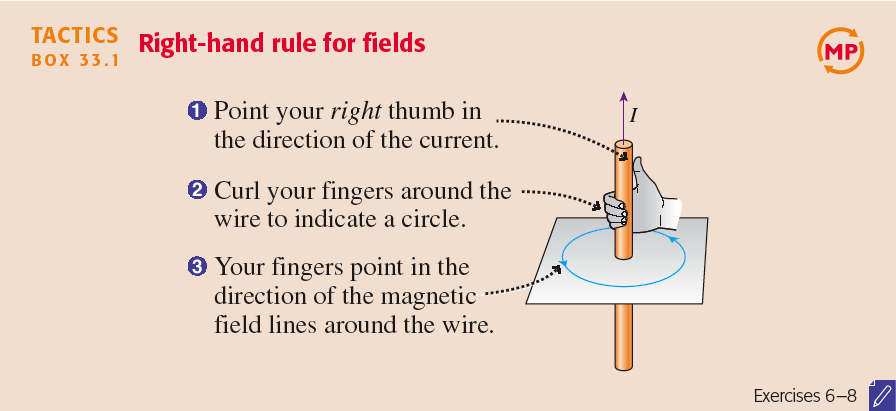 TACTICS
BOX 33.1
Right-hand rule for fields
MP
1 Point your right thumb in
the direction of the current.
I
2 Curl your fingers around the
wire to indicate a circle.
3 Your fingers point in the
direction of the magnetic
field lines around the wire.
Exercises 6–8